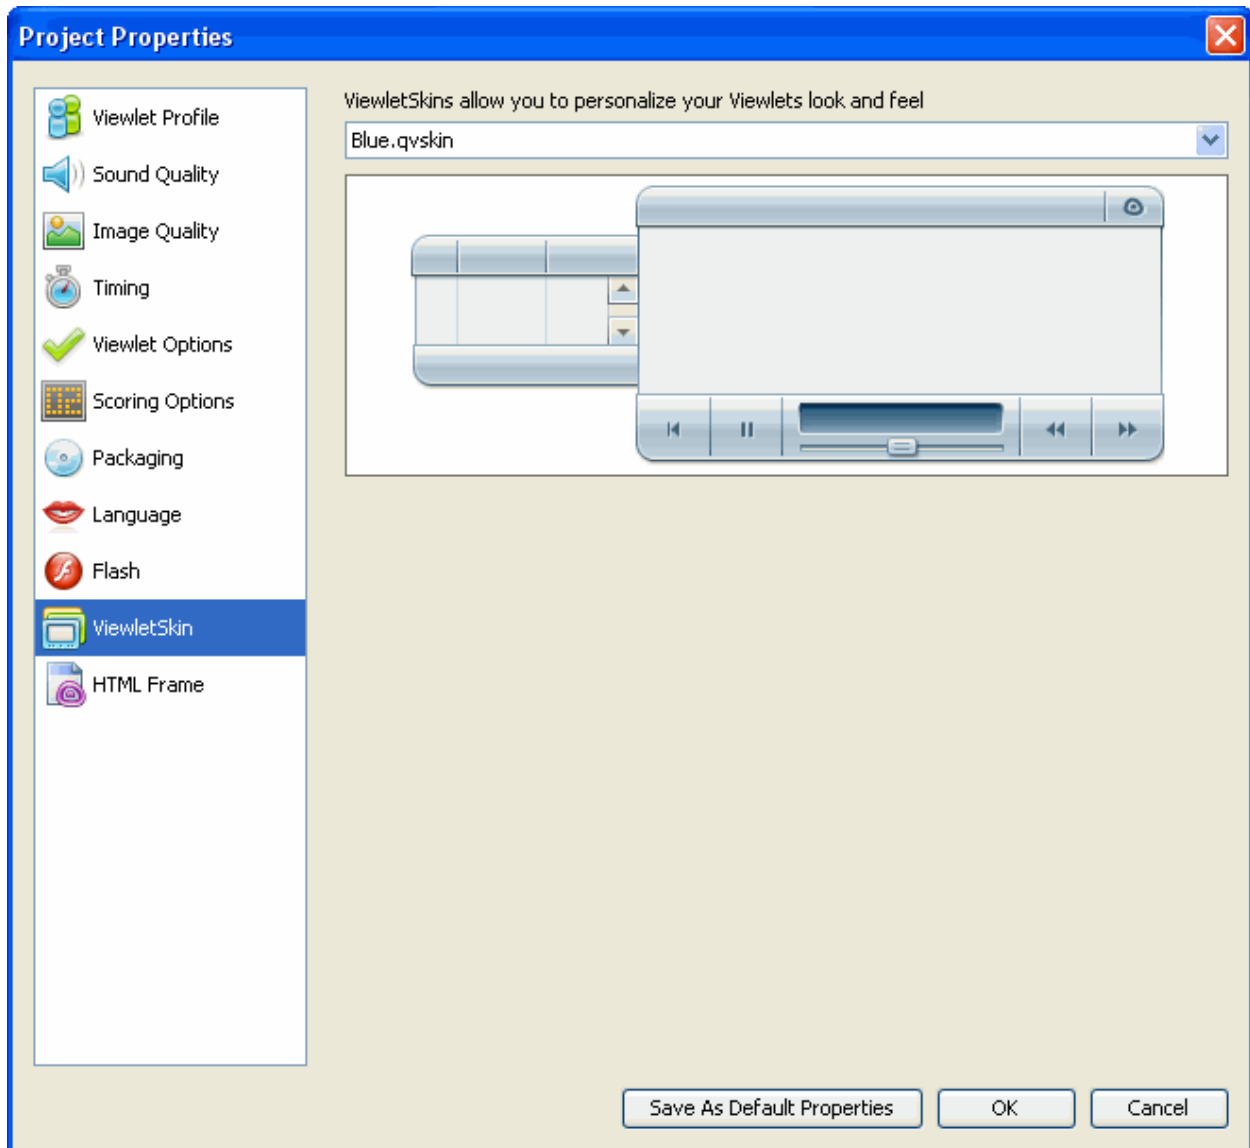 Project Properties
Viewlet Profile
Sound Quality
Image Quality
Timing
Viewlet Options
Scoring Options
Packaging
Language
Flash
ViewletSkin
HTML Frame
ViewletSkins allow you to personalize your Viewlets look and feel
Blue.qvskin
Save As Default Properties
OK
Cancel